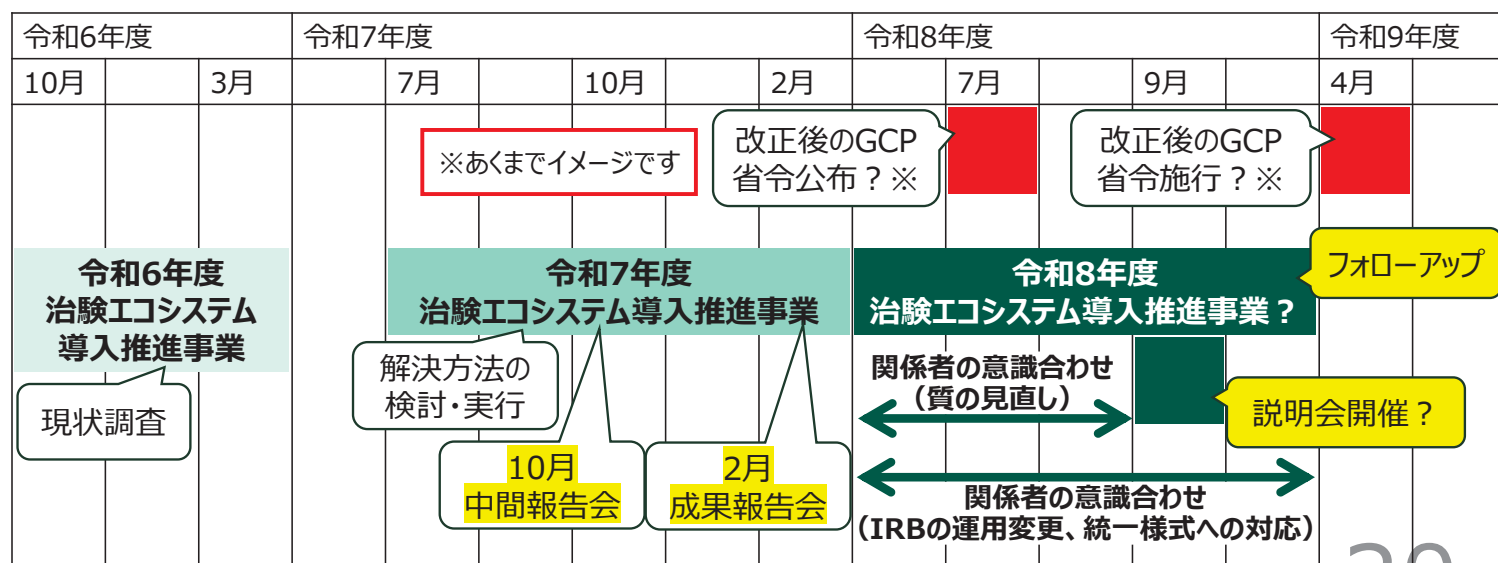 令和6年度
令和7年度
令和8年度
令和9年度
10月
3月
7月
10月
2月
7月
9月
4月
※あくまでイメージです
改正後のGCP
省令公布？※
改正後のGCP
省令施行？※
令和6年度
治験エコシステム
導入推進事業
令和7年度
治験エコシステム導入推進事業
令和8年度
治験エコシステム導入推進事業？
フォローアップ
現状調査
解決方法の
検討・実行
10月
中間報告会
2月
成果報告会
関係者の意識合わせ
（質の見直し）
説明会開催？
関係者の意識合わせ
（IRBの運用変更、統一様式への対応）